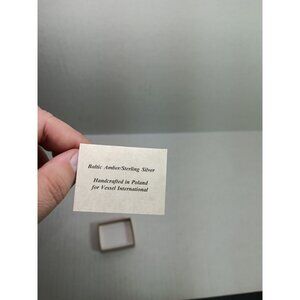 Baltic Amber/Sterling Silver
Handcrafted in Poland
for Vessel International